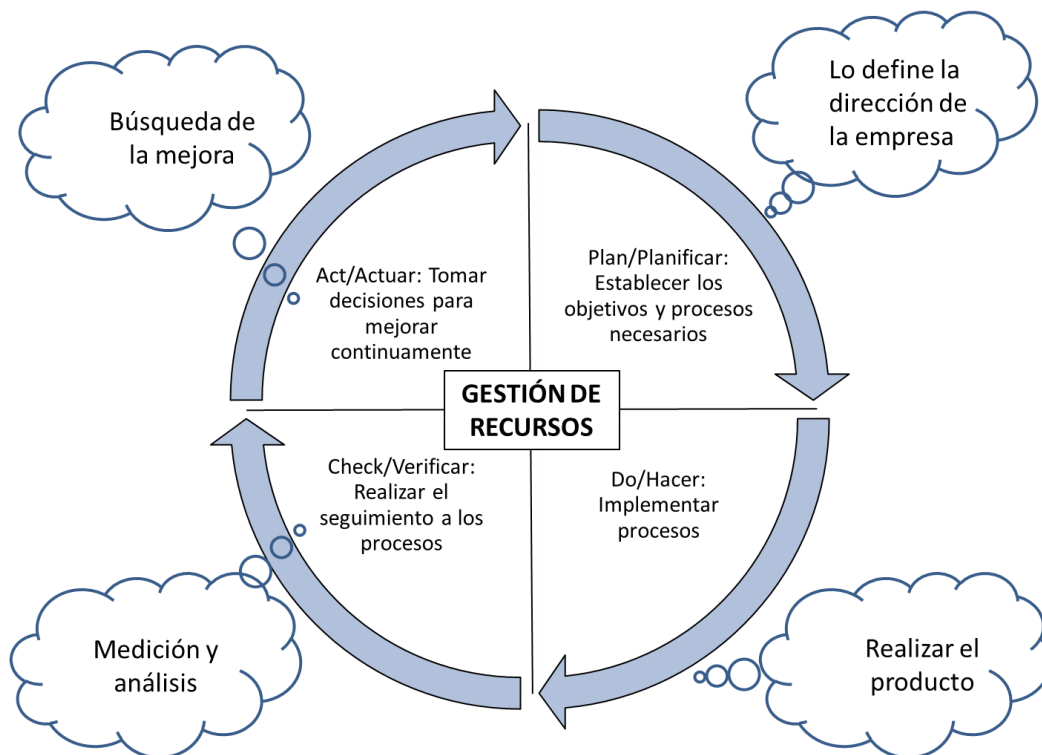 Búsqueda de
la mejora
Lo define la
dirección de
la empresa
Act/Actuar: Tomar
decisiones para
mejorar
continuamente
Plan/Planificar:
Establecer los
objetivos y procesos
necesarios
GESTIÓN DE
RECURSOS
Check/Verificar:
Realizar el
seguimiento a los
procesos
Do/Hacer:
Implementar
procesos
Medición y
análisis
Realizar el
producto